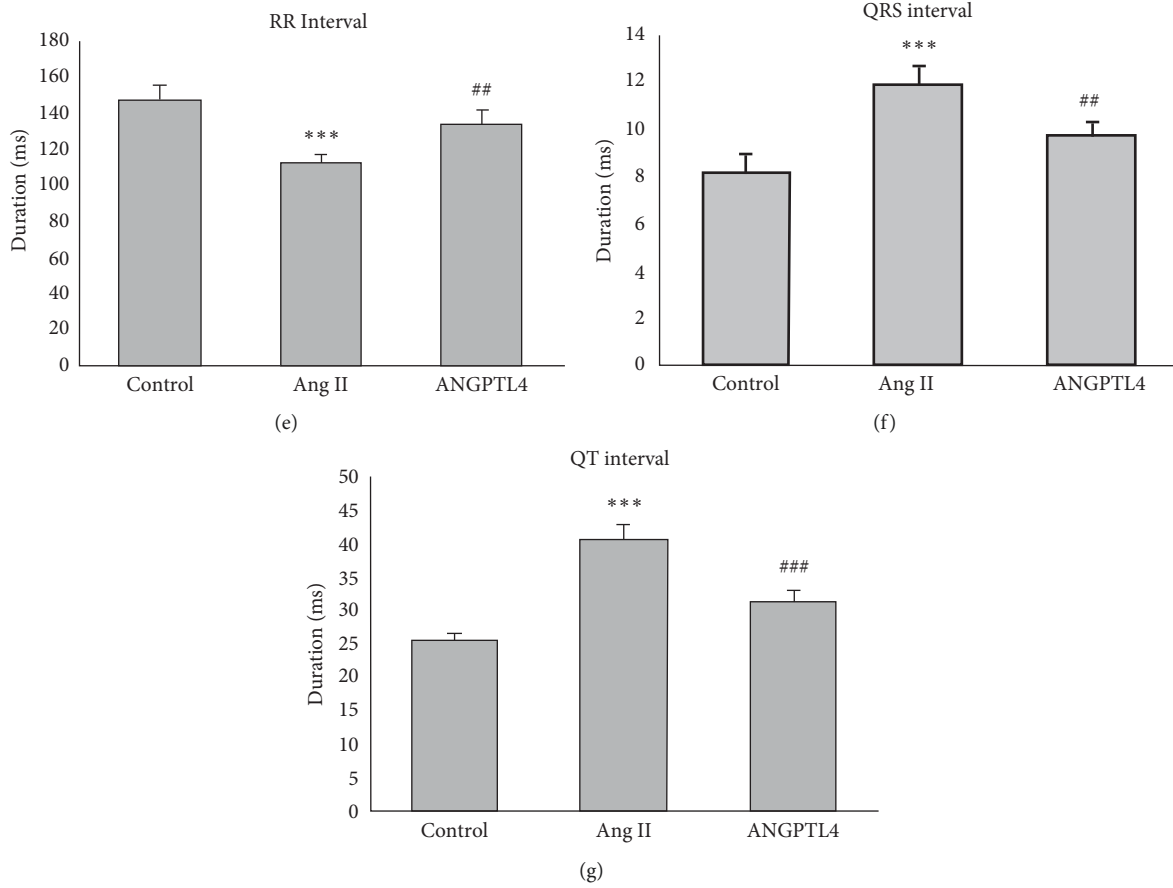 RR Interval
Duration (ms)
180
160
140
120
100
80
60
40
20
0
***
##
Control Ang II ANGPTL4
(e)
QRS interval
Duration (ms)
14
12
10
8
6
4
2
0
***
##
Control Ang II ANGPTL4
(f)
QT interval
Duration (ms)
50
45
40
35
30
25
20
15
10
5
0
***
###
Control Ang II ANGPTL4
(g)